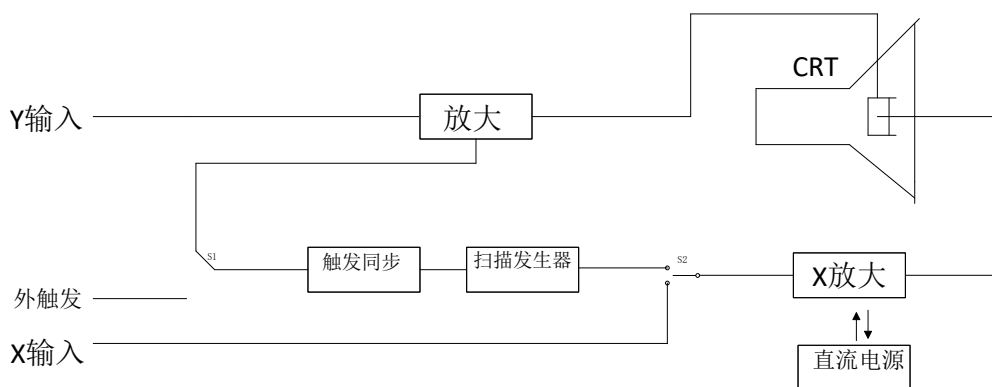 CRT
Y输入
放大
S1
触发同步
扫描发生器
S2
X放大
外触发
X输入
直流电源